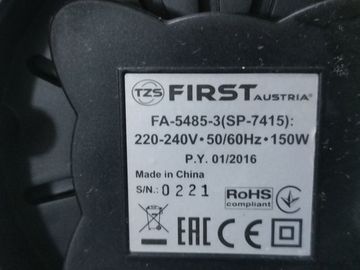 TZS FIRST AUSTRIA®
FA-5485-3(SP-7415):
220-240V•50/60Hz•150W
P.Y. 01/2016
Made in China
S/N.: 0221
RoHS
compliant
EAC CE